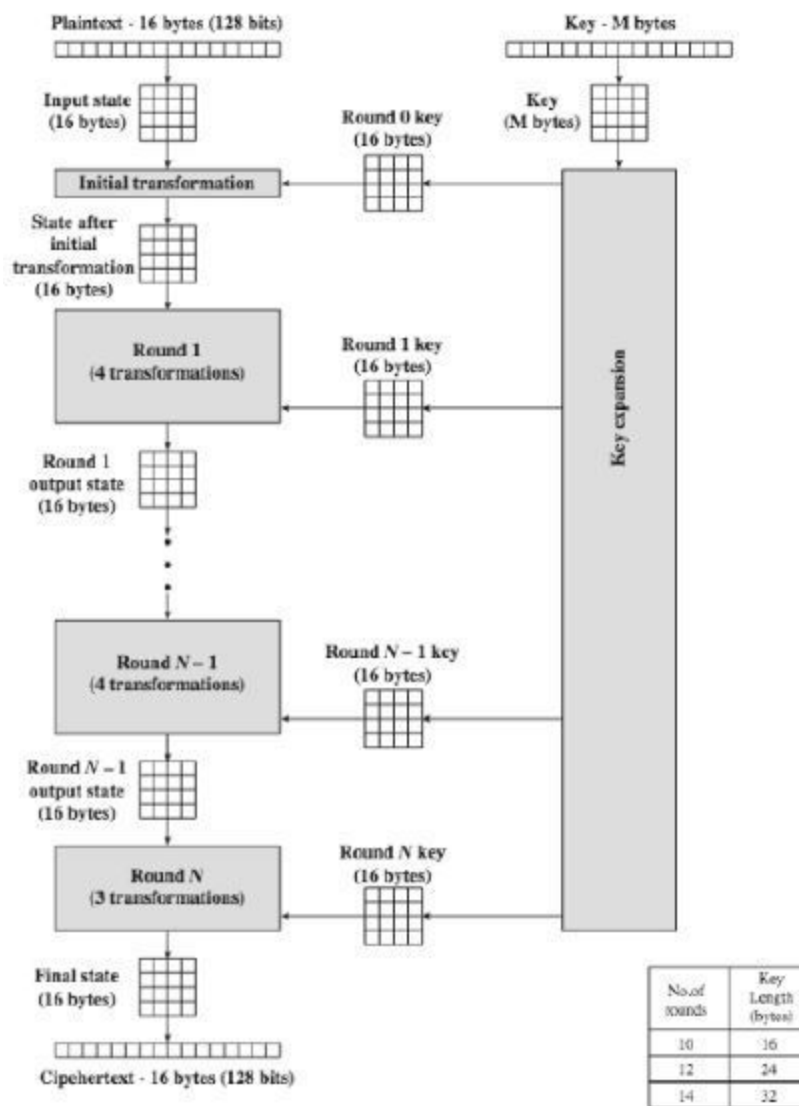 Plaintext - 16 bytes (128 bits)
Key - M bytes
Input state
(16 bytes)
Key
(M bytes)
Round 0 key
(16 bytes)
Initial transformation
State after
initial
transformation
(16 bytes)
Round 1
(4 transformations)
Round 1 key
(16 bytes)
Key expansion
Round 1
output state
(16 bytes)
Round N – 1
(4 transformations)
Round N – 1 key
(16 bytes)
Round N – 1
output state
(16 bytes)
Round N
(3 transformations)
Round N key
(16 bytes)
Final state
(16 bytes)
No.of
rounds
Key
Length
(bytes)
10
16
12
24
14
32
Cipehertext - 16 bytes (128 bits)